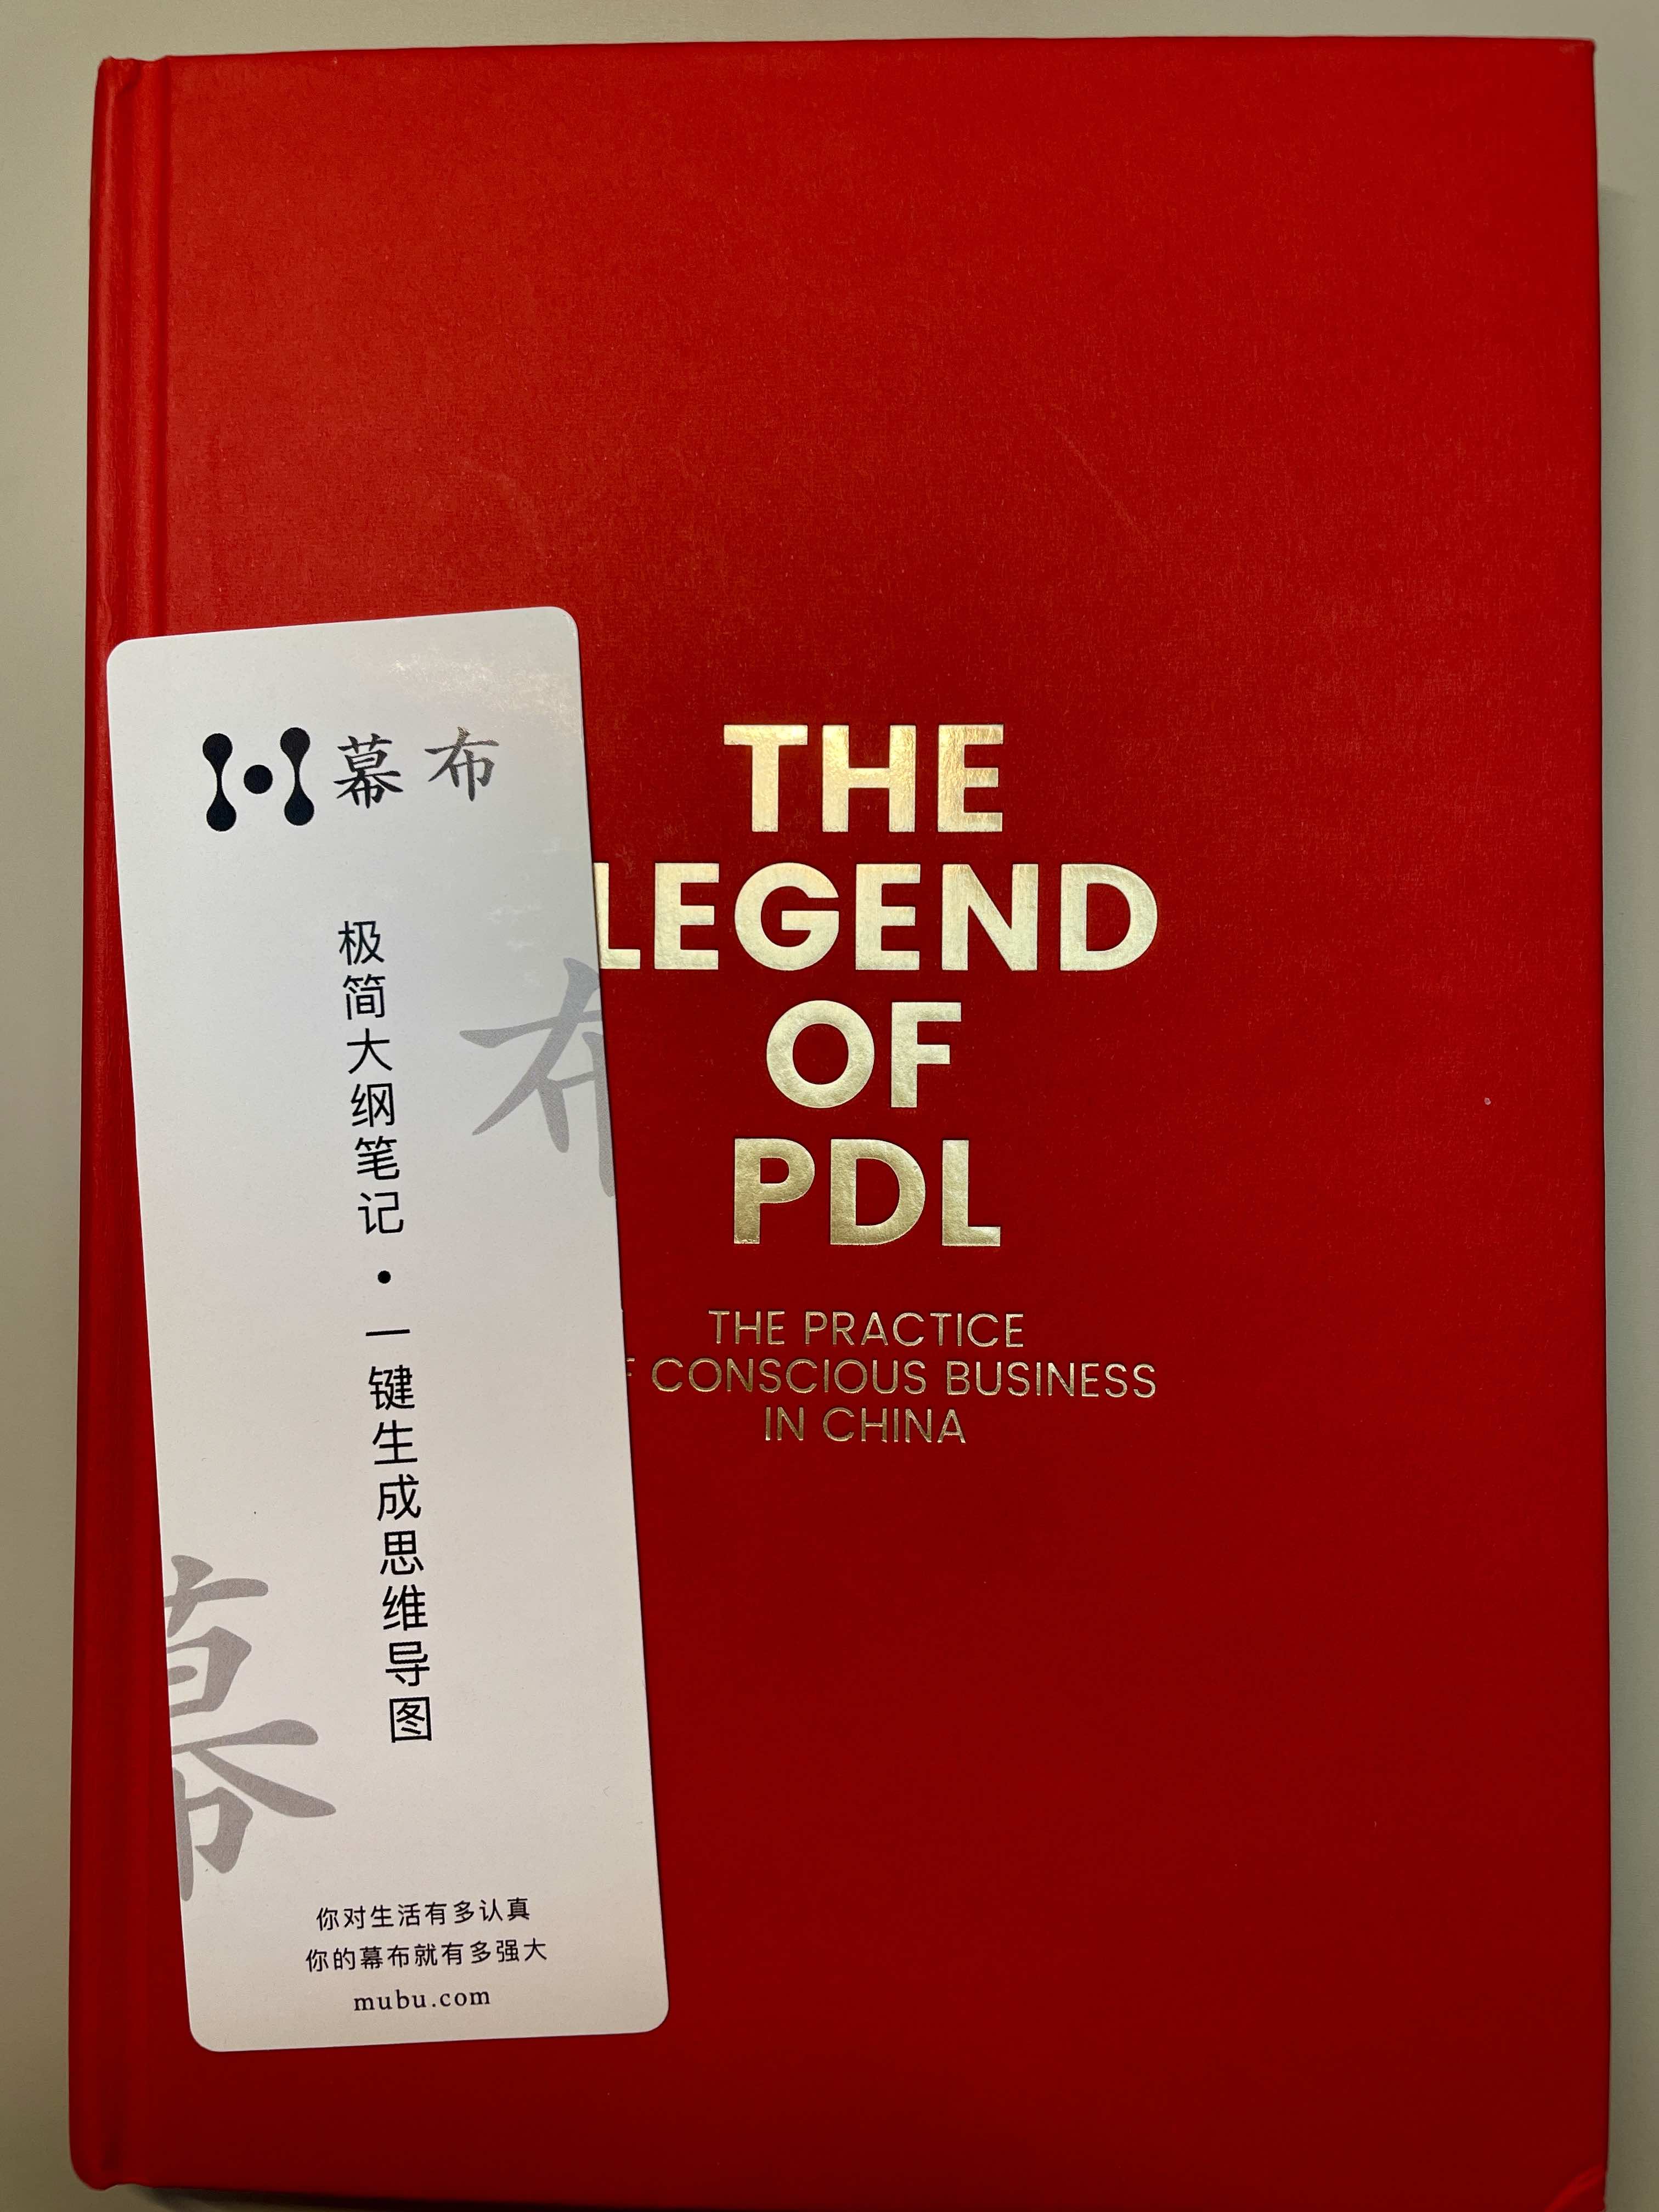 幕布
极简大纲笔记·一键生成思维导图
布
幕
你对生活有多认真
你的幕布就有多强大
mubu.com
THE
LEGEND
OF
PDL
THE PRACTICE
CONSCIOUS BUSINESS
IN CHINA